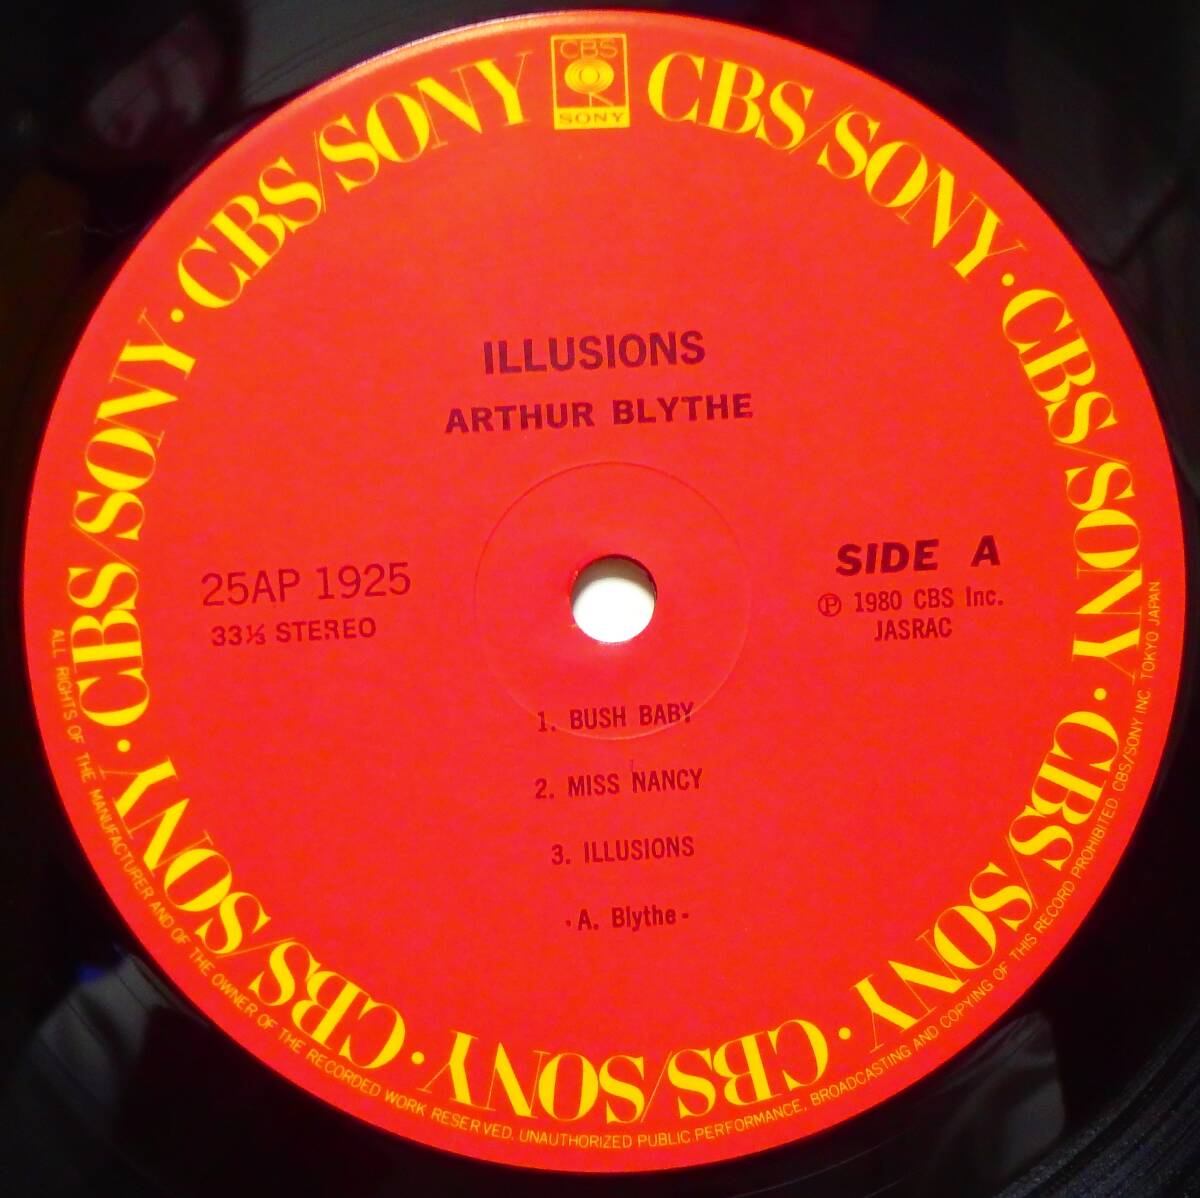 CBS
SONY
CBS/SONY · CBS/SONY · CBS/SONY · CBS/SONY · CBS/SONY · CBS/SONY · CBS/SONY · CBS/SONY
ILLUSIONS
ARTHUR BLYTHE
25AP 1925
33⅓ STEREO
SIDE A
℗ 1980 CBS Inc.
JASRAC
1. BUSH BABY
2. MISS NANCY
3. ILLUSIONS
- A. Blythe -
ALL RIGHTS OF THE MANUFACTURER AND OF THE OWNER OF THE RECORDED WORK RESERVED. UNAUTHORIZED PUBLIC PERFORMANCE, BROADCASTING AND COPYING OF THIS RECORD PROHIBITED CBS/SONY INC. TOKYO JAPAN